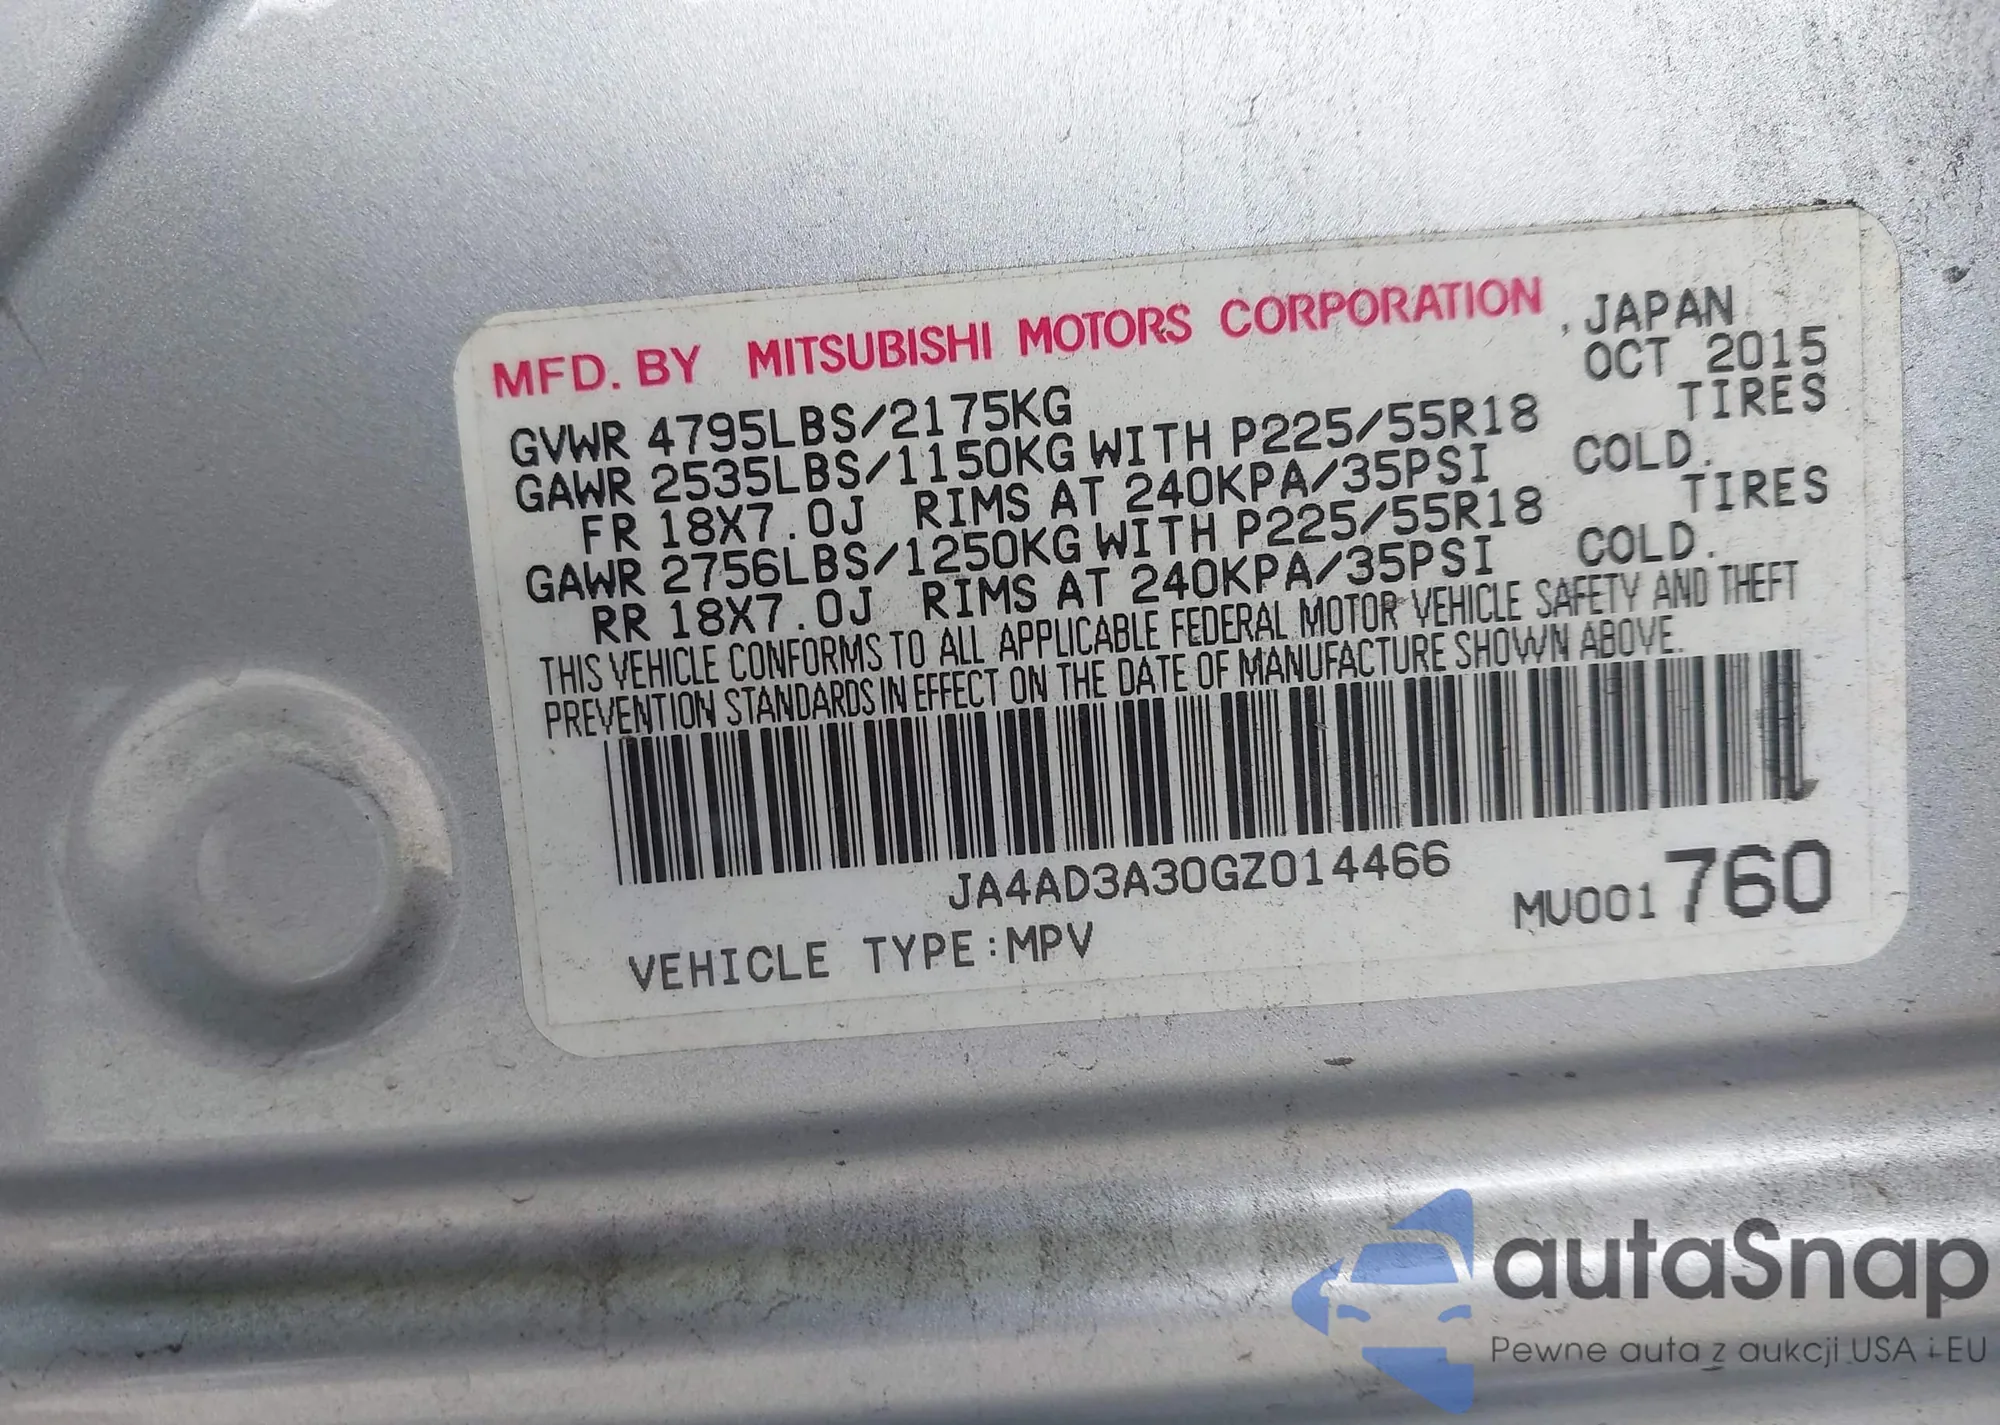 MFD. BY MITSUBISHI MOTORS CORPORATION , JAPAN
OCT 2015
GVWR 4795LBS/2175KG
GAWR 2535LBS/1150KG WITH P225/55R18 TIRES
FR 18X7.0J RIMS AT 240KPA/35PSI COLD.
GAWR 2756LBS/1250KG WITH P225/55R18 TIRES
RR 18X7.0J RIMS AT 240KPA/35PSI COLD.
THIS VEHICLE CONFORMS TO ALL APPLICABLE FEDERAL MOTOR VEHICLE SAFETY AND THEFT
PREVENTION STANDARDS IN EFFECT ON THE DATE OF MANUFACTURE SHOWN ABOVE.
JA4AD3A30GZ014466
MU001760
VEHICLE TYPE:MPV
autaSnap
Pewne auta z aukcji USA i EU